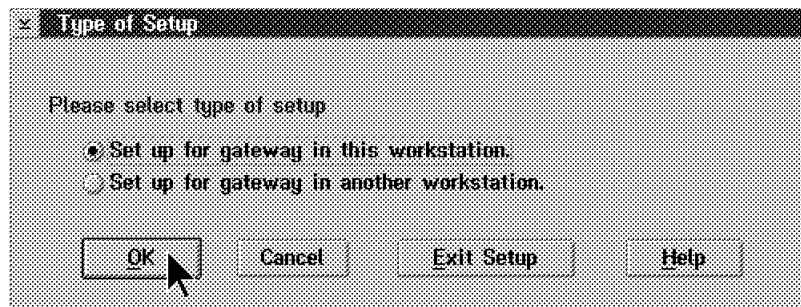 Type of Setup
Please select type of setup
Set up for gateway in this workstation.
Set up for gateway in another workstation.
OK Cancel Exit Setup Help